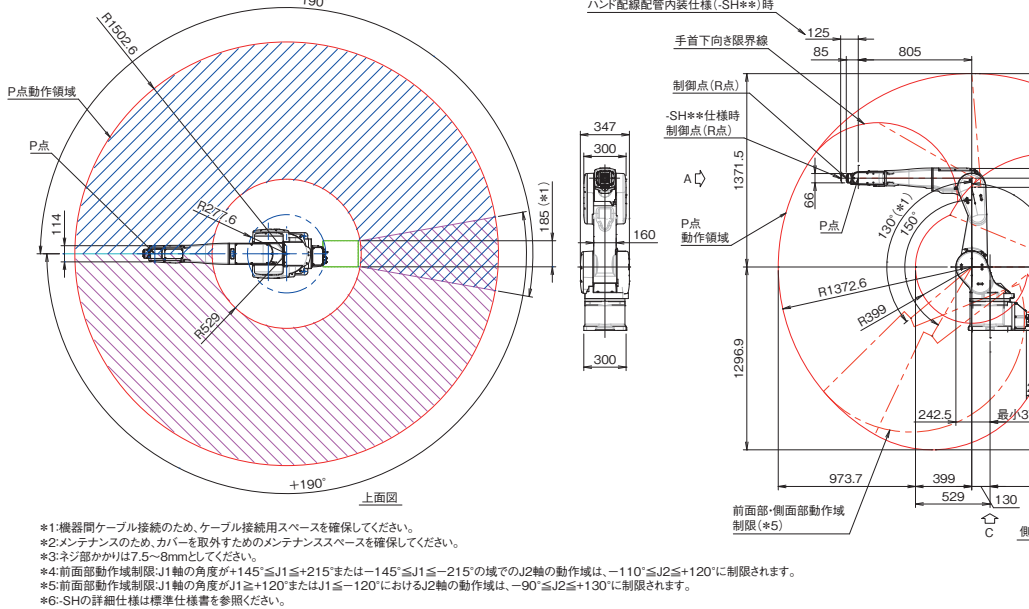 190°
R1502.6
P点動作領域
P点
114
R277.6
R529
185(*1)
+190°
上面図
347
300
160
300
ハンド配線配管内装仕様(-SH**)時
125
85
805
手首下向き限界線
制御点(R点)
-SH**仕様時
制御点(R点)
A
1371.5
66
P点
P点
動作領域
130°(*1)
150°
R1372.6
R399
1296.9
242.5
最小3
973.7
399
529
130
前面部・側面部動作域
制限(*5)
C
側
*1:機器間ケーブル接続のため、ケーブル接続用スペースを確保してください。
*2:メンテナンスのため、カバーを取外すためのメンテナンススペースを確保してください。
*3:ネジ部かかりは7.5〜8mmとしてください。
*4:前面部動作域制限:J1軸の角度が+145°≦J1≦+215°または−145°≦J1≦−215°の域でのJ2軸の動作域は、−110°≦J2≦+120°に制限されます。
*5:前面部動作域制限:J1軸の角度がJ1≧+120°またはJ1≦−120°におけるJ2軸の動作域は、−90°≦J2≦+130°に制限されます。
*6:-SHの詳細仕様は標準仕様書を参照ください。